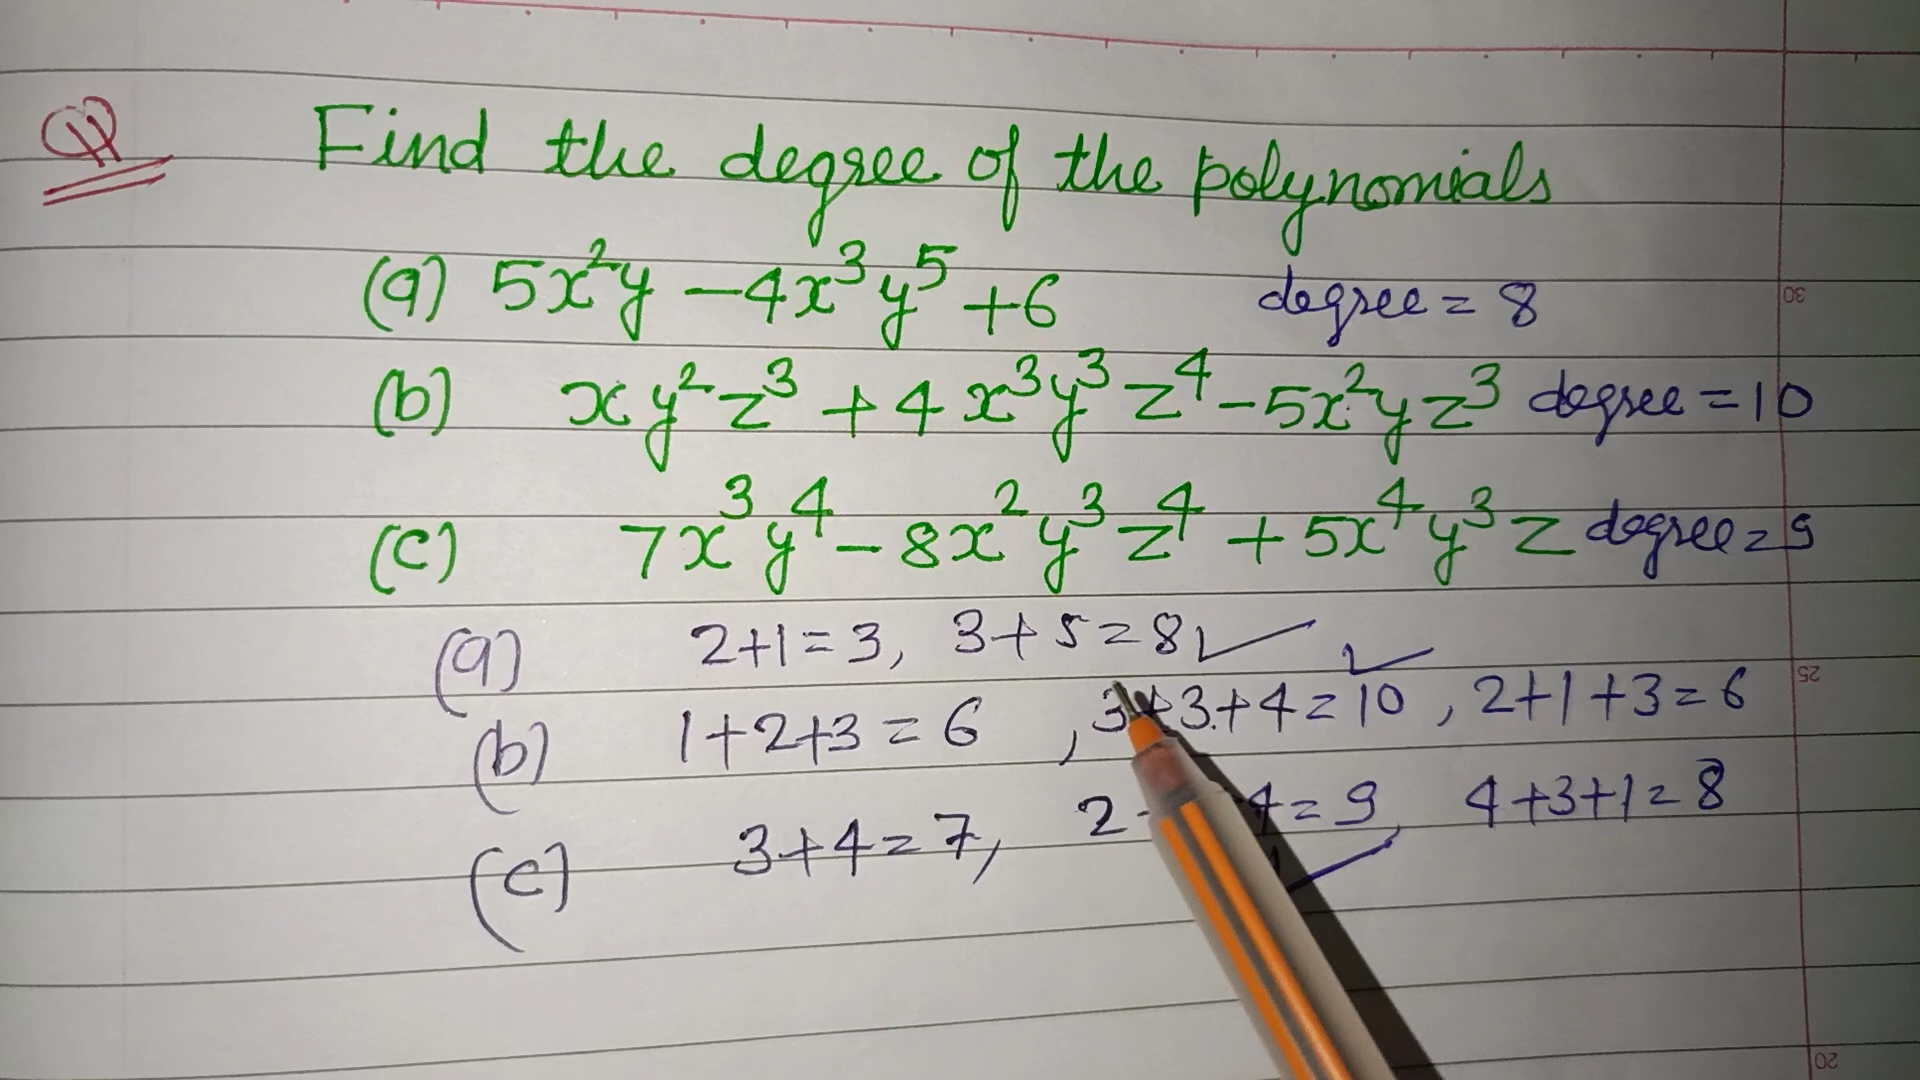 Q Find the degree of the polynomials
(a) 5x²y - 4x³y⁵ + 6 degree = 8
(b) xy²z³ + 4x³y³z⁴ - 5x²yz³ degree = 10
(c) 7x³y⁴ - 8x²y³z⁴ + 5x⁴y³z degree = 9
(a) 2+1=3, 3+5=8 ✓
(b) 1+2+3=6 , 3+3+4=10 ✓, 2+1+3=6
(c) 3+4=7, 2 4=9, ✓ 4+3+1=8
30
25
20